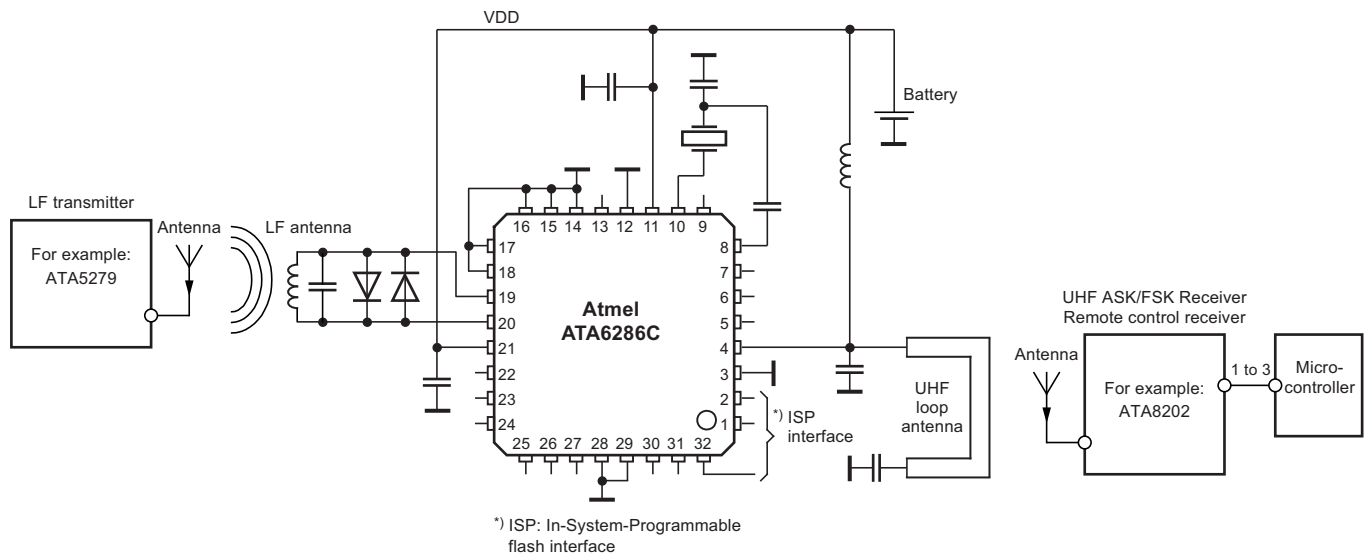 VDD
Battery
LF transmitter
For example:
ATA5279
Antenna
LF antenna
16 15 14 13 12 11 10 9
17
18
19
20
21
22
23
24
8
7
6
5
4
3
2
1
Atmel
ATA6286C
25 26 27 28 29 30 31 32
*) ISP
interface
UHF
loop
antenna
UHF ASK/FSK Receiver
Remote control receiver
Antenna
For example:
ATA8202
1 to 3
Micro-
controller
*) ISP: In-System-Programmable
flash interface